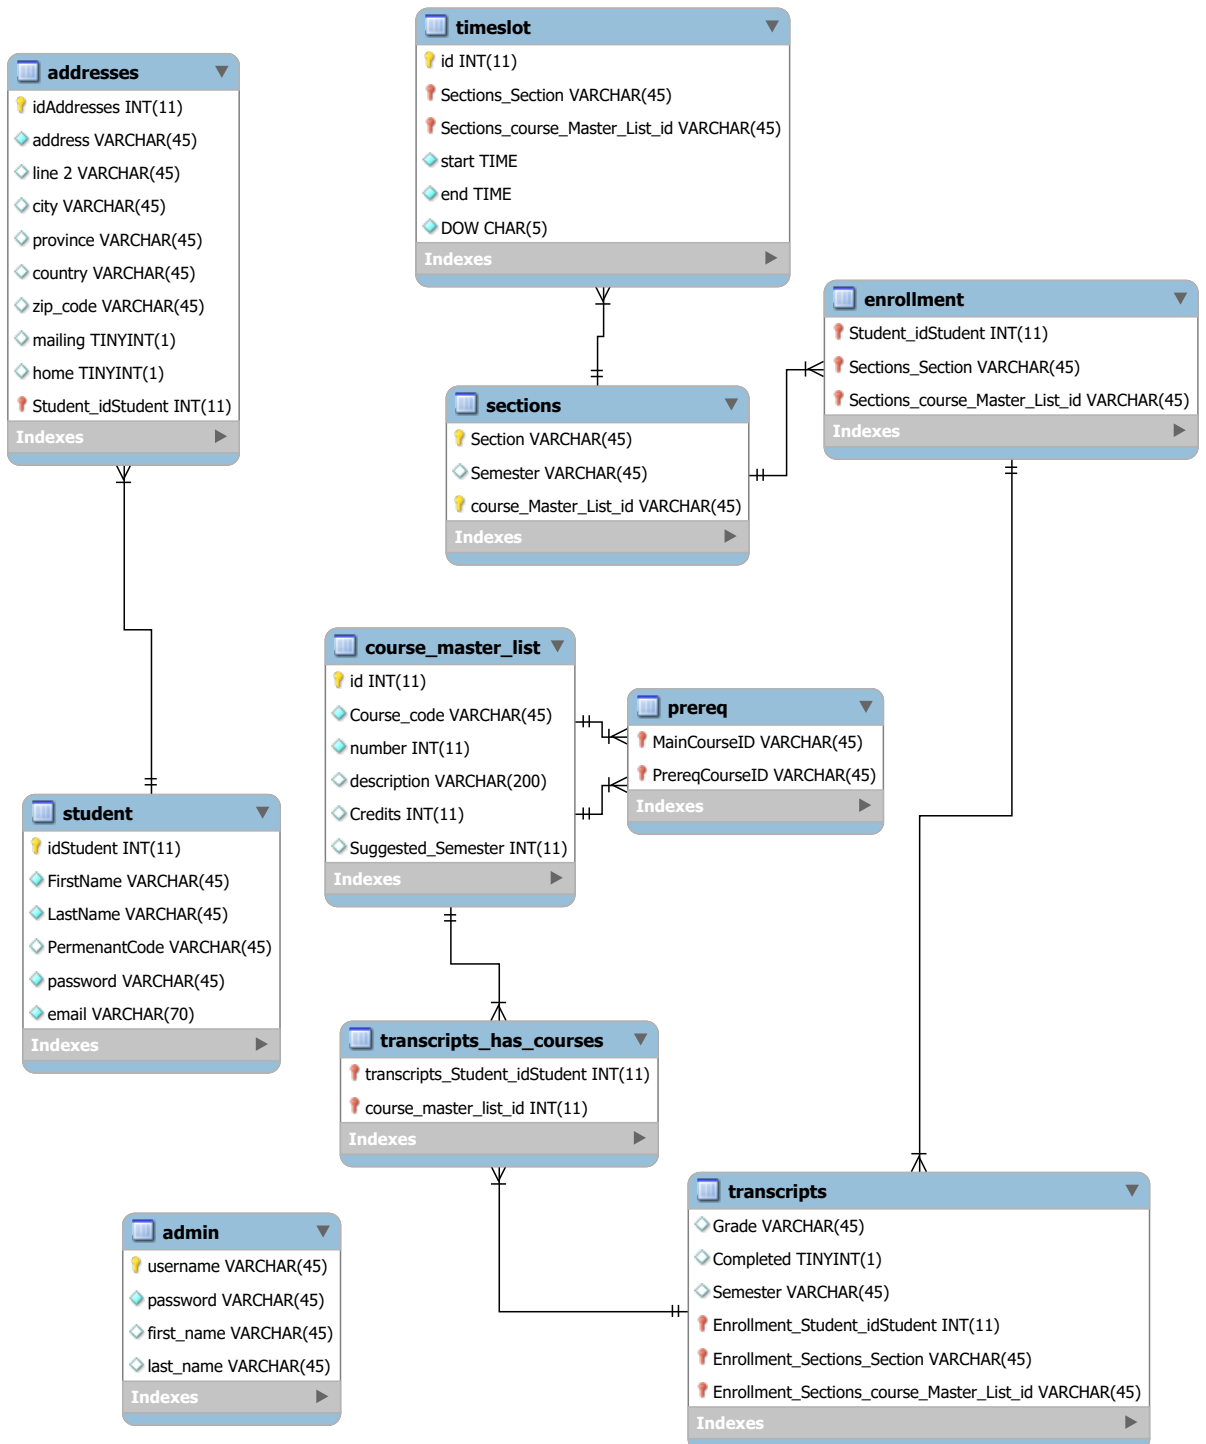 timeslot
id INT(11)
Sections_Section VARCHAR(45)
Sections_course_Master_List_id VARCHAR(45)
start TIME
end TIME
DOW CHAR(5)
Indexes
addresses
idAddresses INT(11)
address VARCHAR(45)
line 2 VARCHAR(45)
city VARCHAR(45)
province VARCHAR(45)
country VARCHAR(45)
zip_code VARCHAR(45)
mailing TINYINT(1)
home TINYINT(1)
Student_idStudent INT(11)
Indexes
enrollment
Student_idStudent INT(11)
Sections_Section VARCHAR(45)
Sections_course_Master_List_id VARCHAR(45)
Indexes
sections
Section VARCHAR(45)
Semester VARCHAR(45)
course_Master_List_id VARCHAR(45)
Indexes
course_master_list
id INT(11)
Course_code VARCHAR(45)
number INT(11)
description VARCHAR(200)
Credits INT(11)
Suggested_Semester INT(11)
Indexes
prereq
MainCourseID VARCHAR(45)
PrereqCourseID VARCHAR(45)
Indexes
student
idStudent INT(11)
FirstName VARCHAR(45)
LastName VARCHAR(45)
PermenantCode VARCHAR(45)
password VARCHAR(45)
email VARCHAR(70)
Indexes
transcripts_has_courses
transcripts_Student_idStudent INT(11)
course_master_list_id INT(11)
Indexes
admin
username VARCHAR(45)
password VARCHAR(45)
first_name VARCHAR(45)
last_name VARCHAR(45)
Indexes
transcripts
Grade VARCHAR(45)
Completed TINYINT(1)
Semester VARCHAR(45)
Enrollment_Student_idStudent INT(11)
Enrollment_Sections_Section VARCHAR(45)
Enrollment_Sections_course_Master_List_id VARCHAR(45)
Indexes